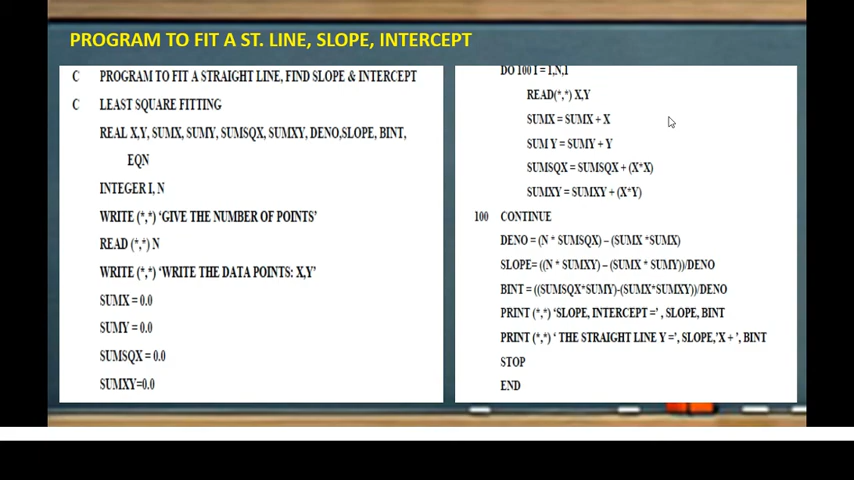 PROGRAM TO FIT A ST. LINE, SLOPE, INTERCEPT
C PROGRAM TO FIT A STRAIGHT LINE, FIND SLOPE & INTERCEPT
C LEAST SQUARE FITTING
REAL X,Y, SUMX, SUMY, SUMSQX, SUMXY, DENO,SLOPE, BINT,
EQN
INTEGER I, N
WRITE (*,*) ‘GIVE THE NUMBER OF POINTS’
READ (*,*) N
WRITE (*,*) ‘WRITE THE DATA POINTS: X,Y’
SUMX = 0.0
SUMY = 0.0
SUMSQX = 0.0
SUMXY=0.0
DO 100 I = 1,N,1
READ(*,*) X,Y
SUMX = SUMX + X
SUM Y = SUMY + Y
SUMSQX = SUMSQX + (X*X)
SUMXY = SUMXY + (X*Y)
100 CONTINUE
DENO = (N * SUMSQX) – (SUMX *SUMX)
SLOPE= ((N * SUMXY) – (SUMX * SUMY))/DENO
BINT = ((SUMSQX*SUMY)-(SUMX*SUMXY))/DENO
PRINT (*,*) ‘SLOPE, INTERCEPT =’ , SLOPE, BINT
PRINT (*,*) ‘ THE STRAIGHT LINE Y =’, SLOPE,’X + ’, BINT
STOP
END